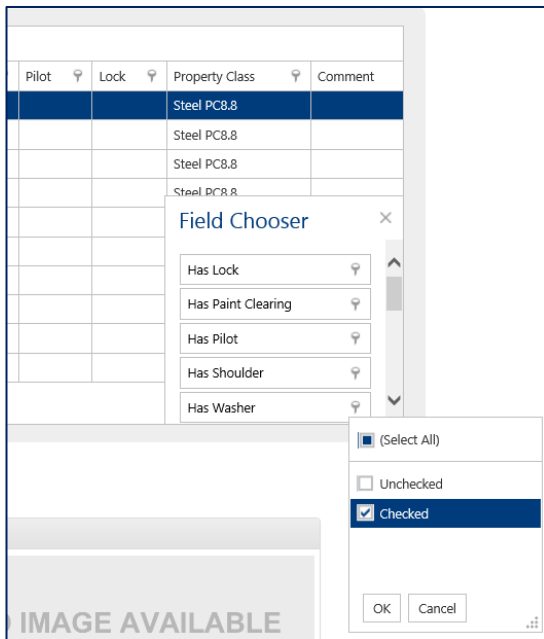 Pilot Lock Property Class Comment
Steel PC8.8
Steel PC8.8
Steel PC8.8
Steel PC8.8
Field Chooser
Has Lock
Has Paint Clearing
Has Pilot
Has Shoulder
Has Washer
(Select All)
Unchecked
Checked
OK Cancel
IMAGE AVAILABLE